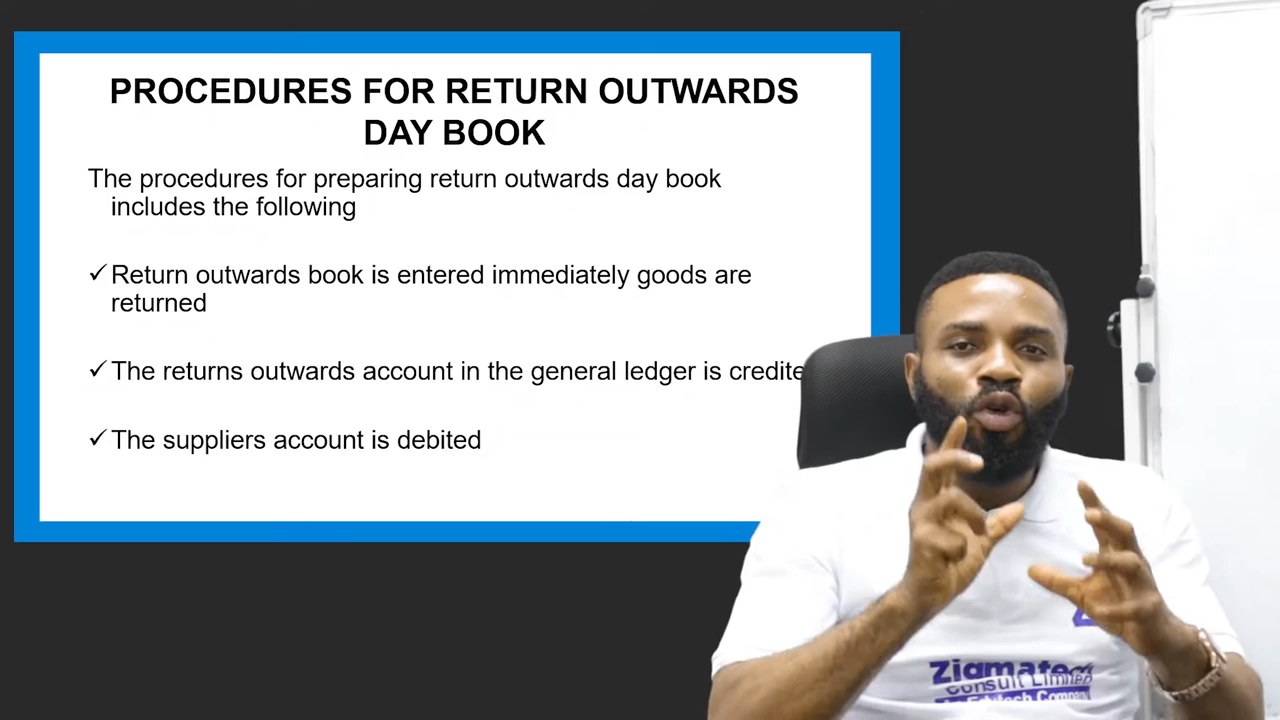 PROCEDURES FOR RETURN OUTWARDS
DAY BOOK
The procedures for preparing return outwards day book
includes the following
✓ Return outwards book is entered immediately goods are
returned
✓ The returns outwards account in the general ledger is credite
✓ The suppliers account is debited
Zigmatech
Consult Limited